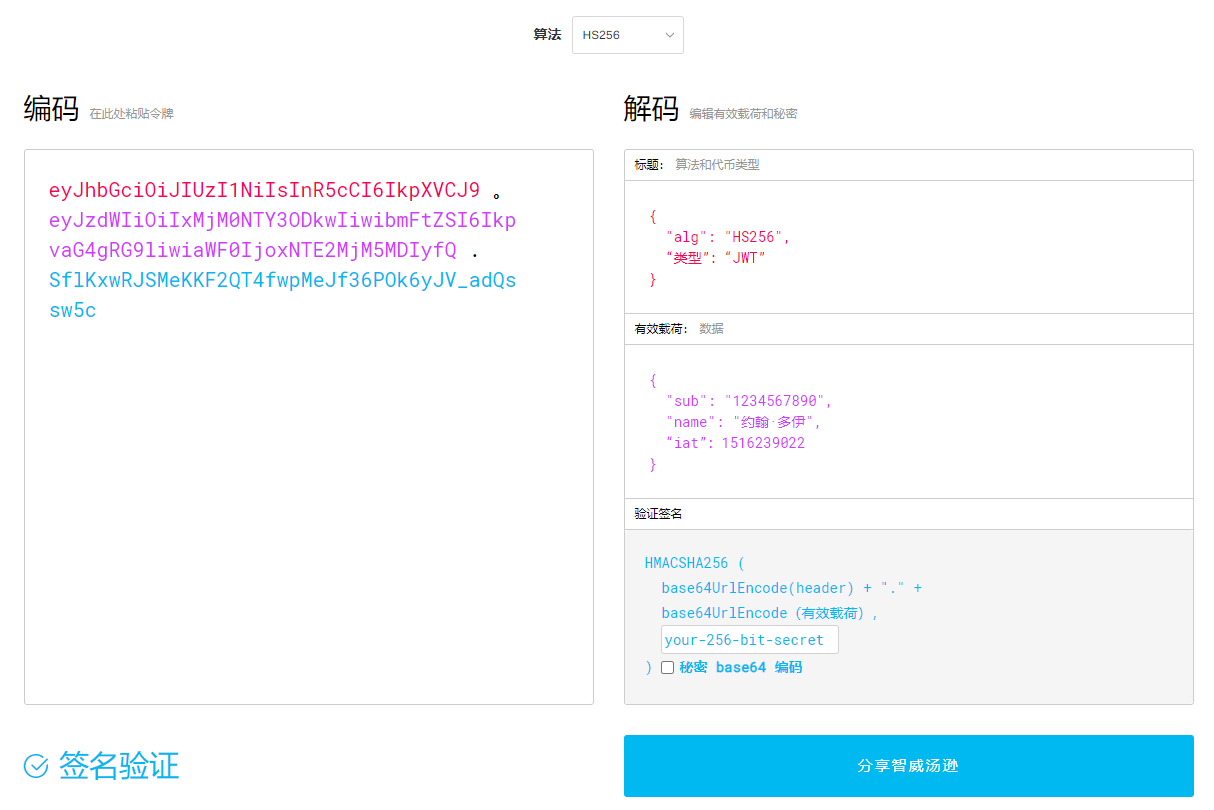 算法 HS256
编码 在此处粘贴令牌
eyJhbGciOiJIUzI1NiIsInR5cCI6IkpXVCJ9 。
eyJzdWIiOiIxMjM0NTY3ODkwIiwibmFtZSI6Ikp
vaG4gRG9liwiaWF0IjoxNTE2MjM5MDIyfQ .
SflKxwRJSMeKKF2QT4fwpMeJf36POk6yJV_adQs
sw5c
解码 编辑有效载荷和秘密
标题： 算法和代币类型
{
"alg": "HS256",
“类型”: “JWT”
}
有效载荷： 数据
{
"sub": "1234567890",
"name": "约翰·多伊",
“iat”: 1516239022
}
验证签名
HMACSHA256 (
base64UrlEncode(header) + "." +
base64UrlEncode（有效载荷）,
your-256-bit-secret
) 秘密 base64 编码
签名验证
分享智威汤逊